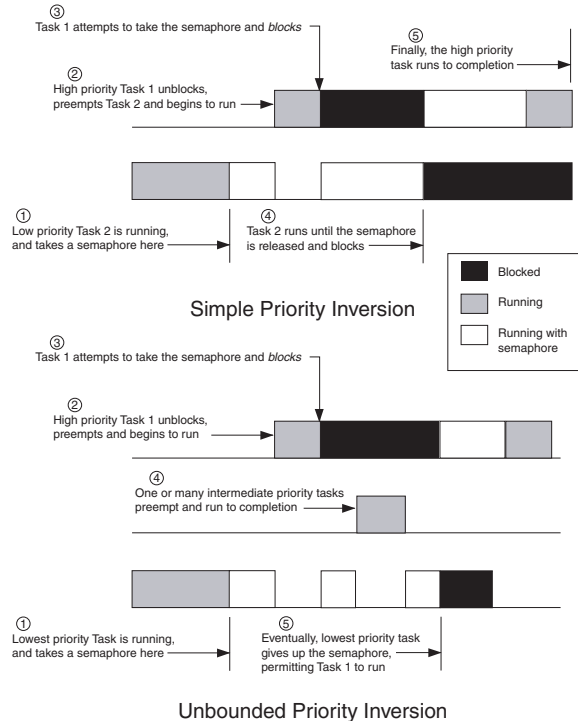 ③
Task 1 attempts to take the semaphore and blocks
⑤
Finally, the high priority
task runs to completion
②
High priority Task 1 unblocks,
preempts Task 2 and begins to run
①
Low priority Task 2 is running,
and takes a semaphore here
④
Task 2 runs until the semaphore
is released and blocks
Blocked
Running
Running with
semaphore
Simple Priority Inversion
③
Task 1 attempts to take the semaphore and blocks
②
High priority Task 1 unblocks,
preempts and begins to run
④
One or many intermediate priority tasks
preempt and run to completion
①
Lowest priority Task is running,
and takes a semaphore here
⑤
Eventually, lowest priority task
gives up the semaphore,
permitting Task 1 to run
Unbounded Priority Inversion